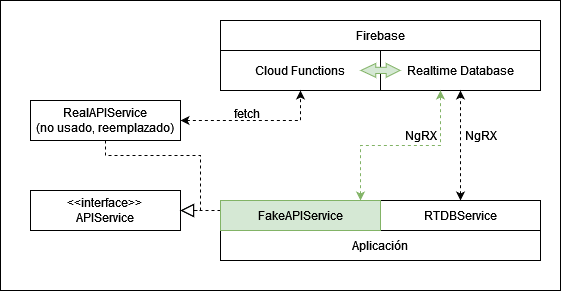 Firebase
Cloud Functions
Realtime Database
RealAPIService
(no usado, reemplazado)
fetch
NgRX
NgRX
<<interface>>
APIService
FakeAPIService
RTDBService
Aplicación